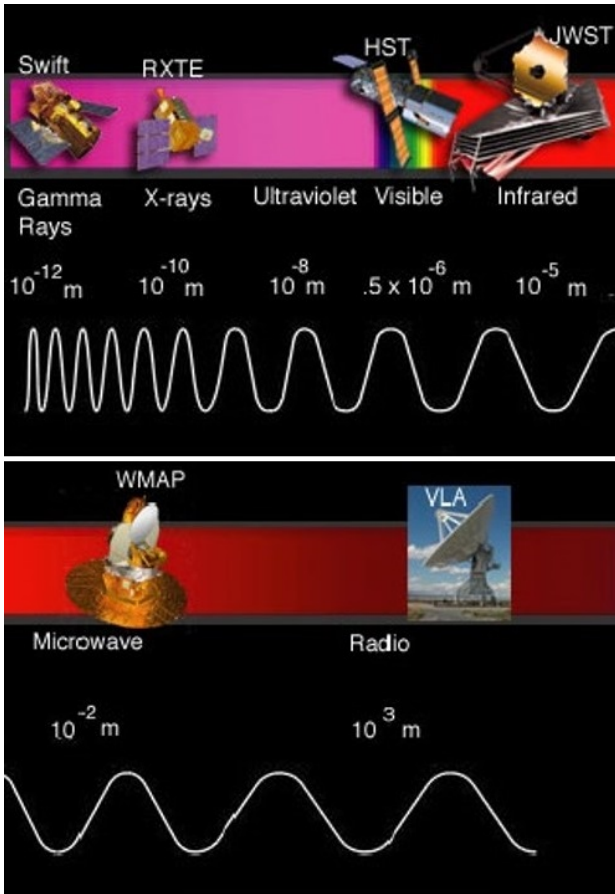 Swift RXTE HST JWST
Gamma Rays X-rays Ultraviolet Visible Infrared
10⁻¹² m 10⁻¹⁰ m 10⁻⁸ m .5 x 10⁻⁶ m 10⁻⁵ m
WMAP VLA
Microwave Radio
10⁻² m 10³ m